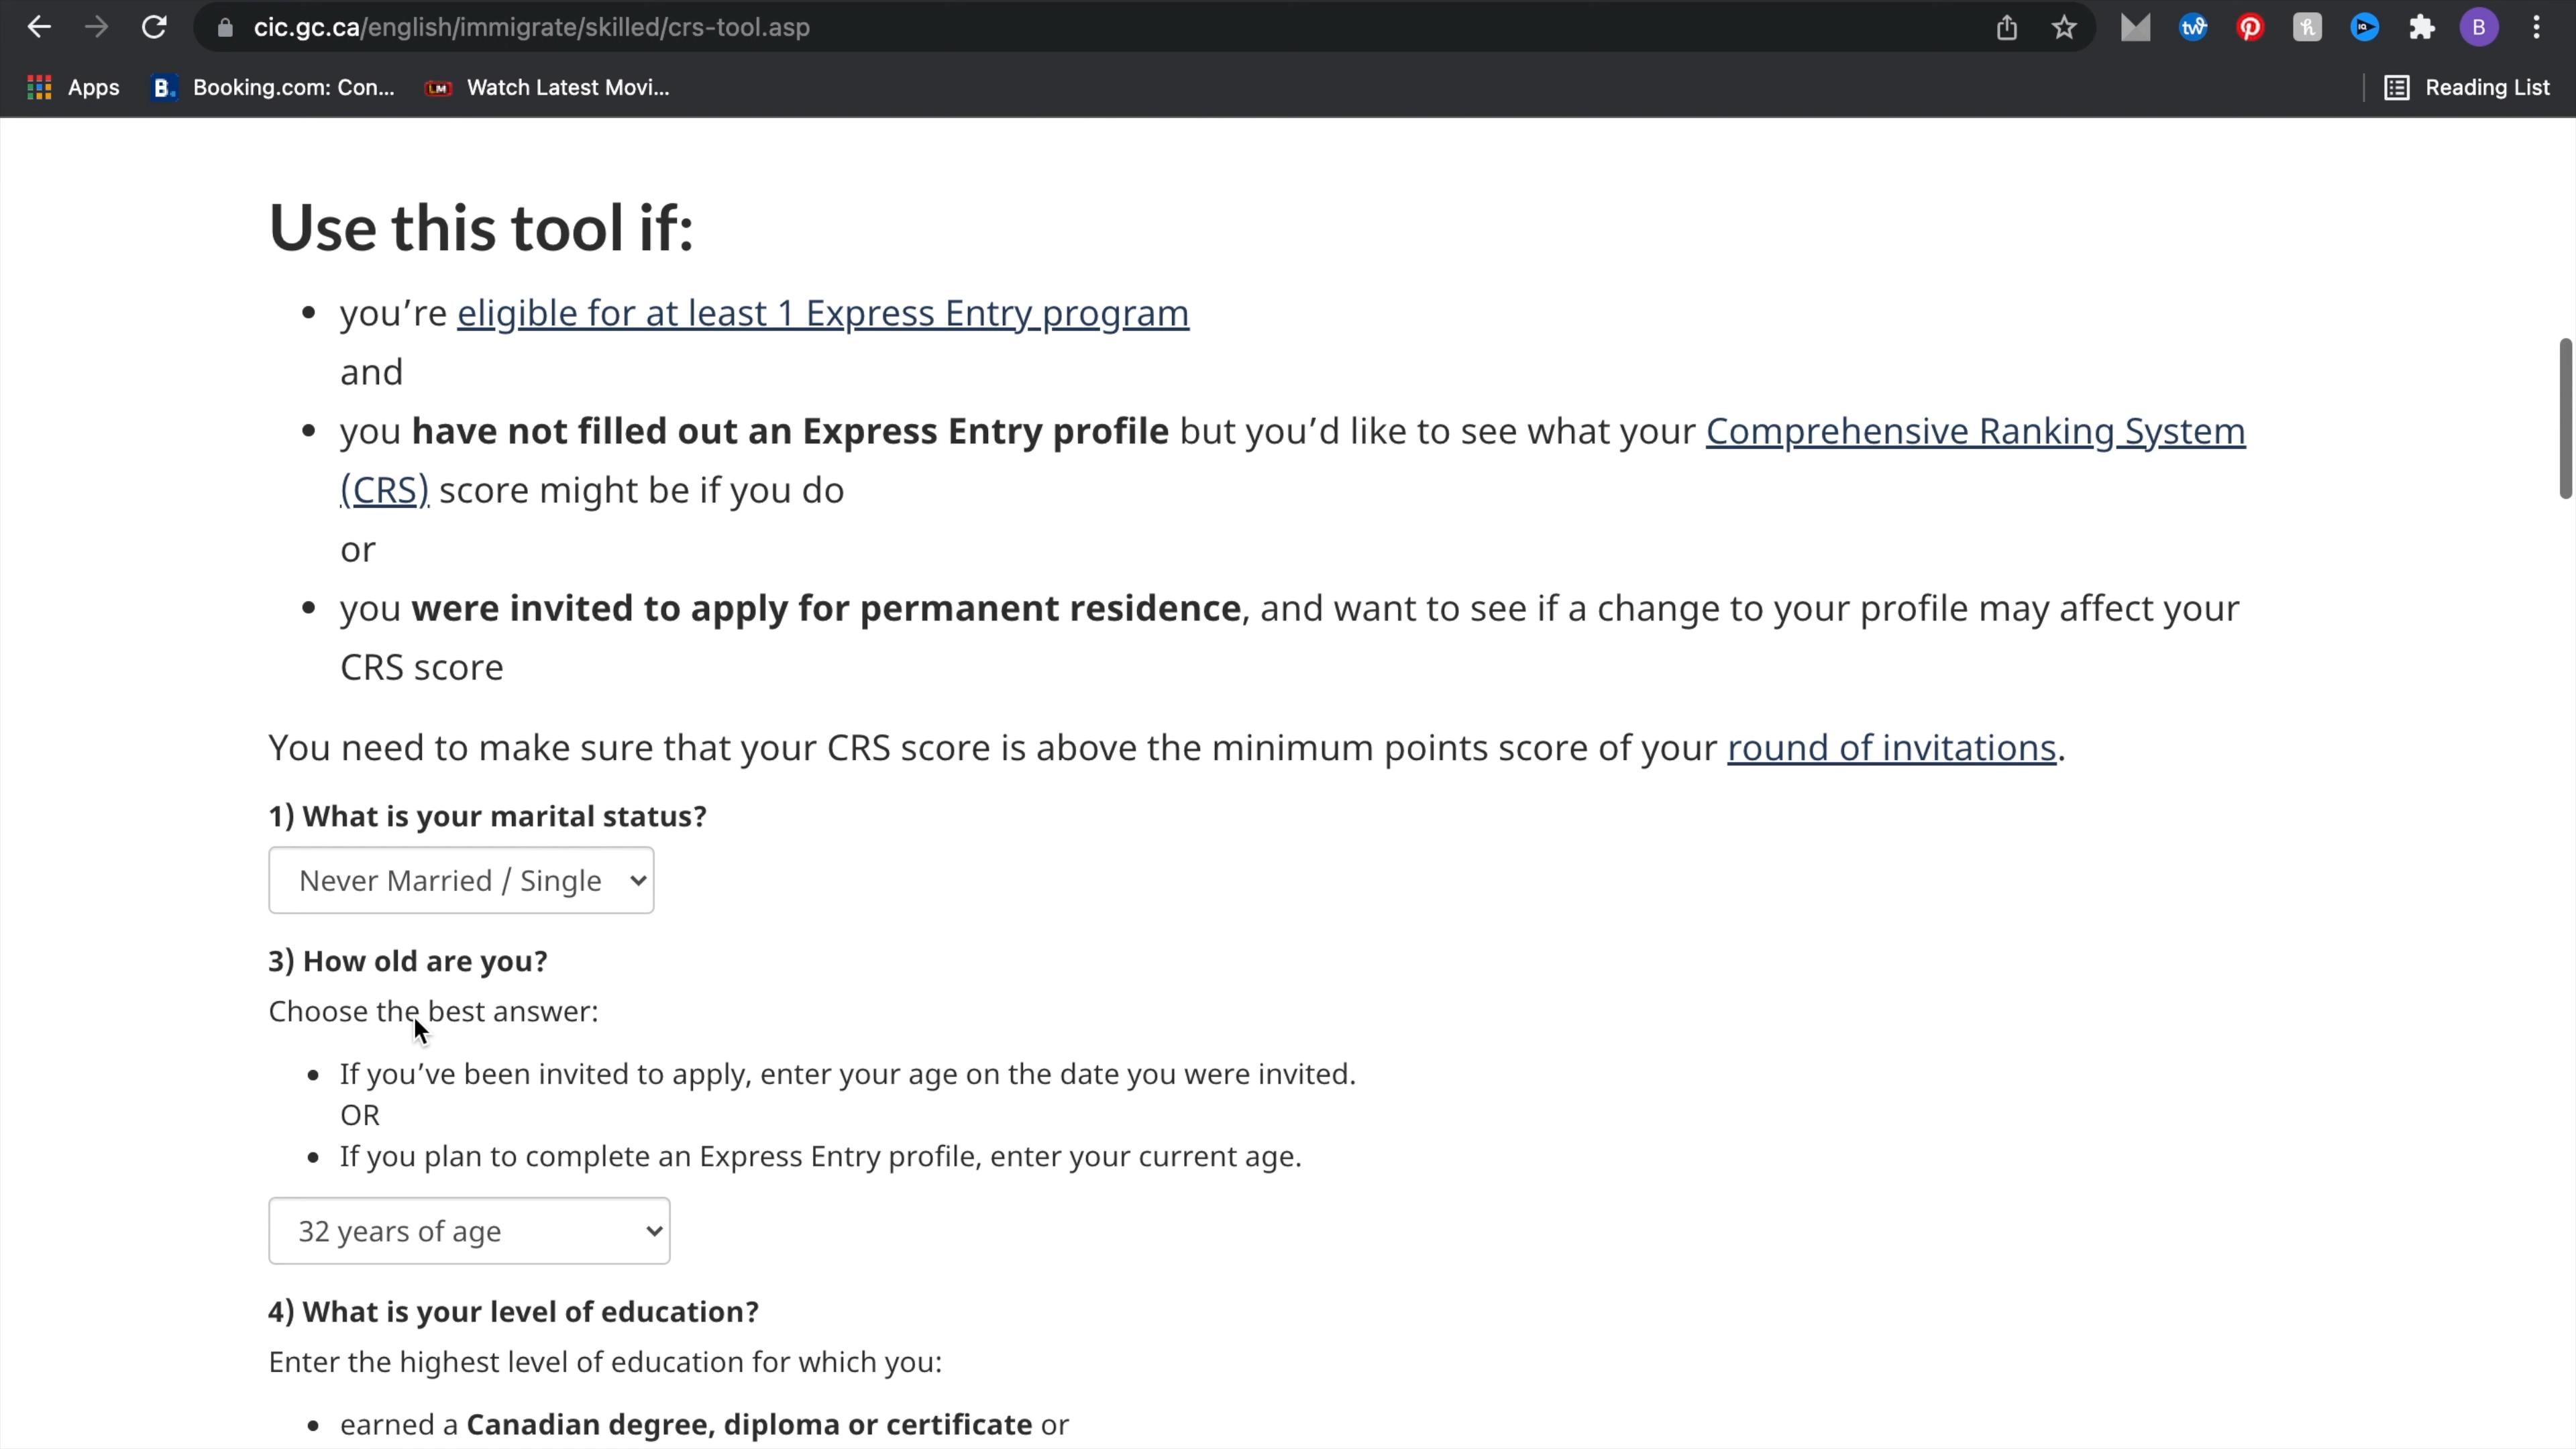 cic.gc.ca/english/immigrate/skilled/crs-tool.asp
B
Apps
B. Booking.com: Con...
LM Watch Latest Movi...
Reading List
Use this tool if:
you’re eligible for at least 1 Express Entry program
and
you have not filled out an Express Entry profile but you’d like to see what your Comprehensive Ranking System
(CRS) score might be if you do
or
you were invited to apply for permanent residence, and want to see if a change to your profile may affect your
CRS score
You need to make sure that your CRS score is above the minimum points score of your round of invitations.
1) What is your marital status?
Never Married / Single
3) How old are you?
Choose the best answer:
If you’ve been invited to apply, enter your age on the date you were invited.
OR
If you plan to complete an Express Entry profile, enter your current age.
32 years of age
4) What is your level of education?
Enter the highest level of education for which you:
earned a Canadian degree, diploma or certificate or